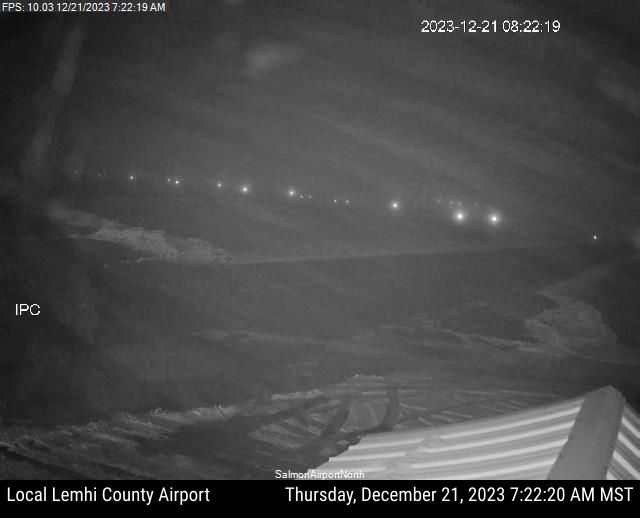 FPS: 10.03 12/21/2023 7:22:19 AM
2023-12-21 08:22:19
IPC
SalmonAirportNorth
Local Lemhi County Airport Thursday, December 21, 2023 7:22:20 AM MST